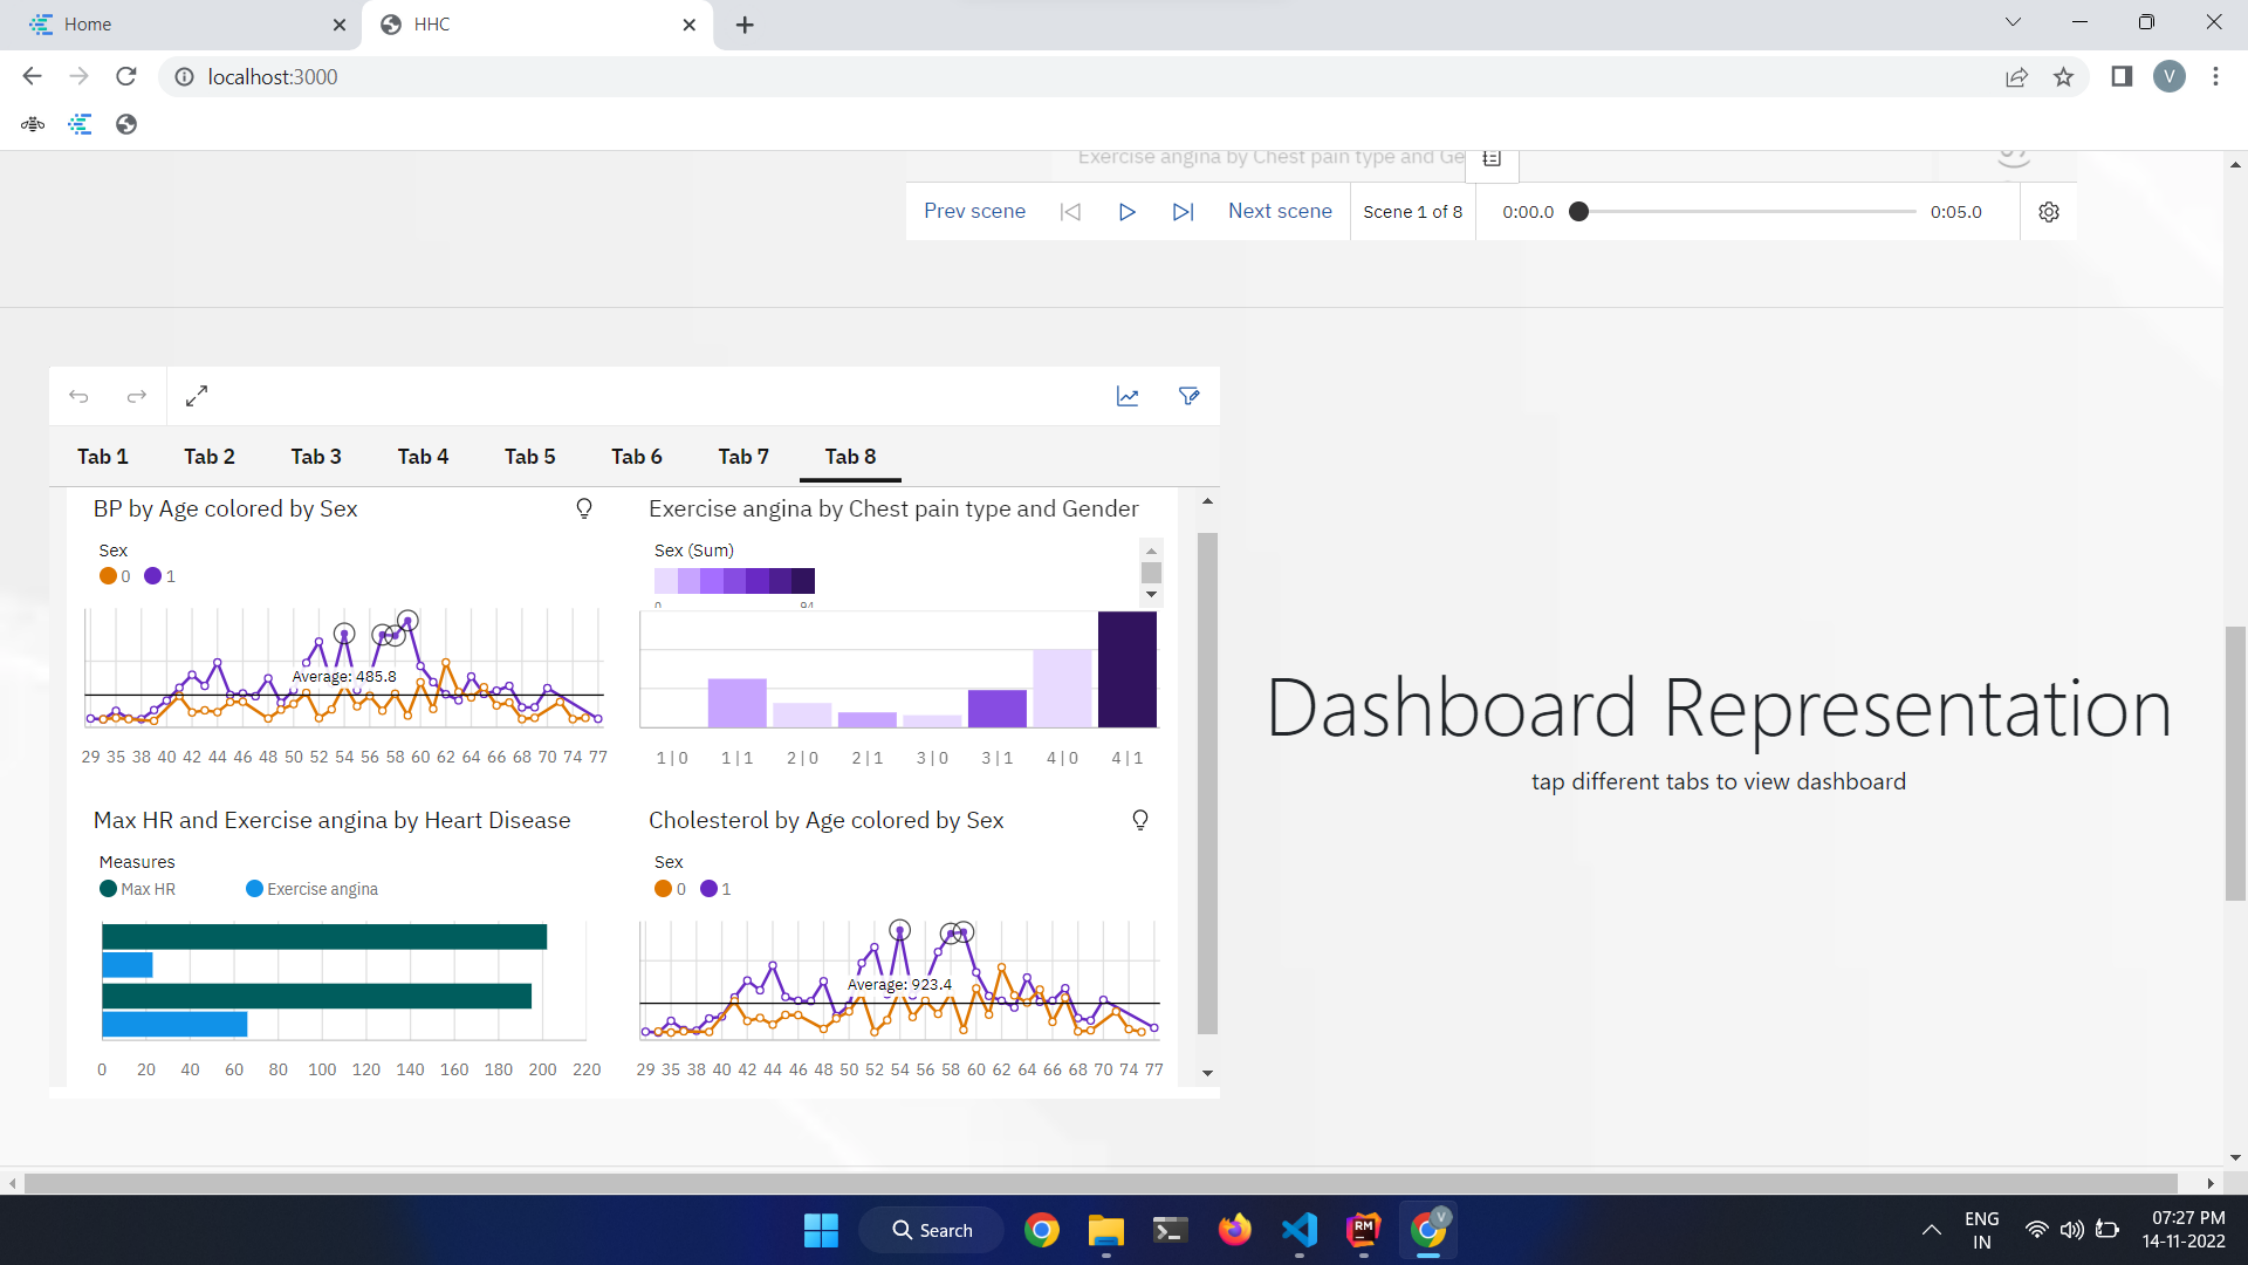 Home
HHC
localhost:3000
V
Exercise angina by Chest pain type and Ge
Prev scene
Next scene
Scene 1 of 8
0:00.0
0:05.0
Tab 1
Tab 2
Tab 3
Tab 4
Tab 5
Tab 6
Tab 7
Tab 8
BP by Age colored by Sex
Sex
0 1
Average: 485.8
29 35 38 40 42 44 46 48 50 52 54 56 58 60 62 64 66 68 70 74 77
Exercise angina by Chest pain type and Gender
Sex (Sum)
0 94
1|0 1|1 2|0 2|1 3|0 3|1 4|0 4|1
Max HR and Exercise angina by Heart Disease
Measures
Max HR Exercise angina
0 20 40 60 80 100 120 140 160 180 200 220
Cholesterol by Age colored by Sex
Sex
0 1
Average: 923.4
29 35 38 40 42 44 46 48 50 52 54 56 58 60 62 64 66 68 70 74 77
Dashboard Representation
tap different tabs to view dashboard
Search
RM
V
ENG
IN
07:27 PM
14-11-2022